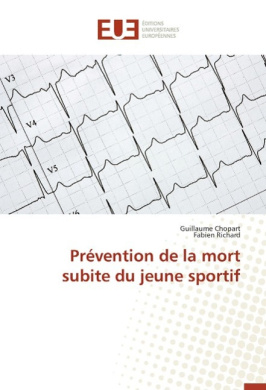 EUE
ÉDITIONS
UNIVERSITAIRES
EUROPÉENNES
V3
V4
V5
V6
Guillaume Chopart
Fabien Richard
Prévention de la mort
subite du jeune sportif